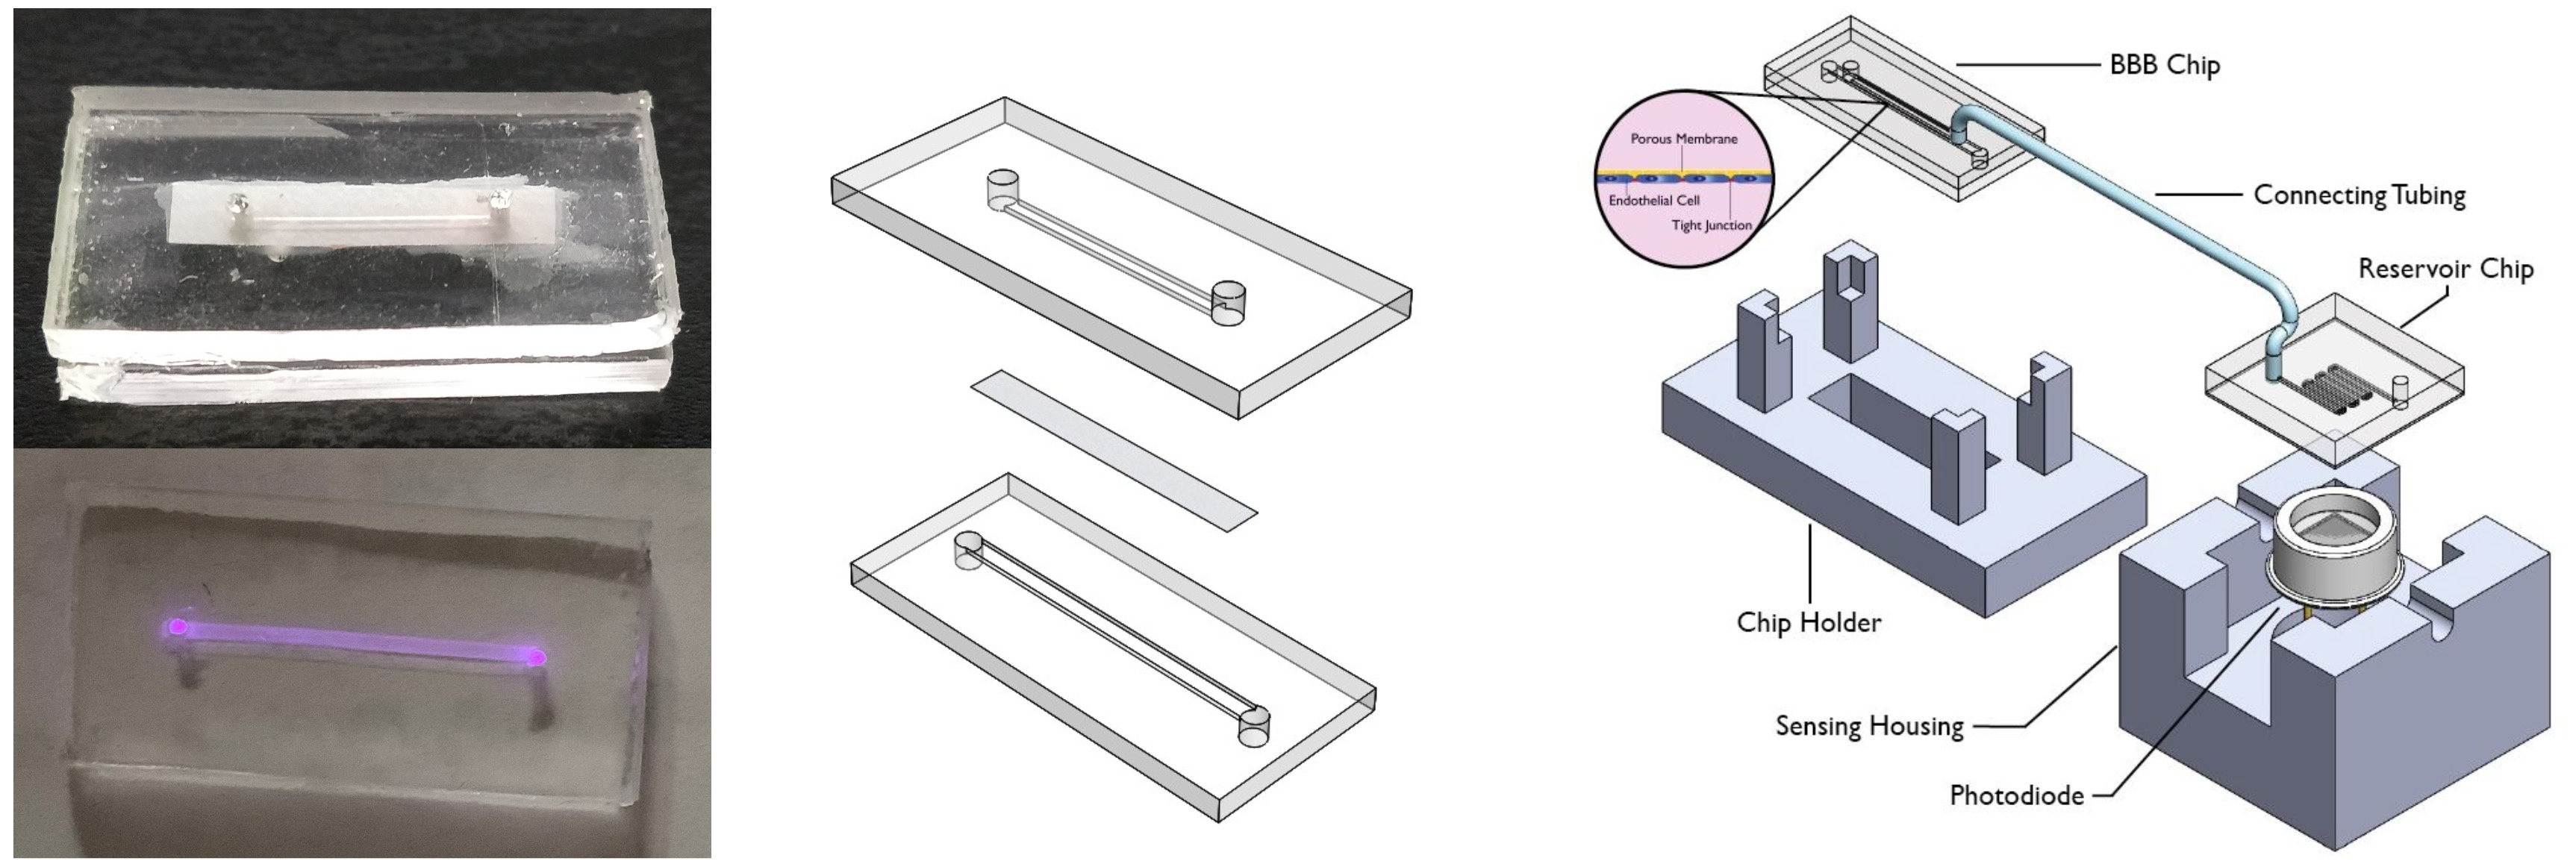 BBB Chip
Porous Membrane
Endothelial Cell
Tight Junction
Connecting Tubing
Reservoir Chip
Chip Holder
Sensing Housing
Photodiode